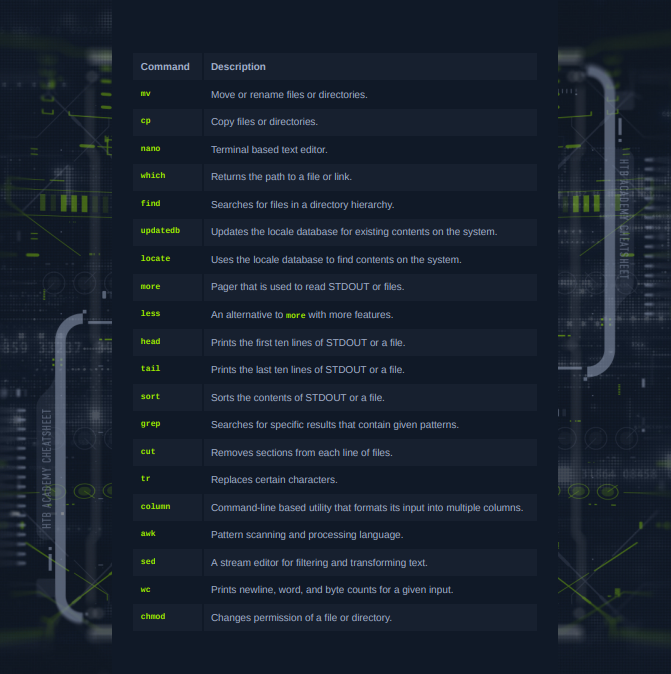 Command Description
mv Move or rename files or directories.
cp Copy files or directories.
nano Terminal based text editor.
which Returns the path to a file or link.
find Searches for files in a directory hierarchy.
updatedb Updates the locale database for existing contents on the system.
locate Uses the locale database to find contents on the system.
more Pager that is used to read STDOUT or files.
less An alternative to more with more features.
head Prints the first ten lines of STDOUT or a file.
tail Prints the last ten lines of STDOUT or a file.
sort Sorts the contents of STDOUT or a file.
grep Searches for specific results that contain given patterns.
cut Removes sections from each line of files.
tr Replaces certain characters.
column Command-line based utility that formats its input into multiple columns.
awk Pattern scanning and processing language.
sed A stream editor for filtering and transforming text.
wc Prints newline, word, and byte counts for a given input.
chmod Changes permission of a file or directory.
HTB ACADEMY CHEATSHEET
HTB ACADEMY CHEATSHEET